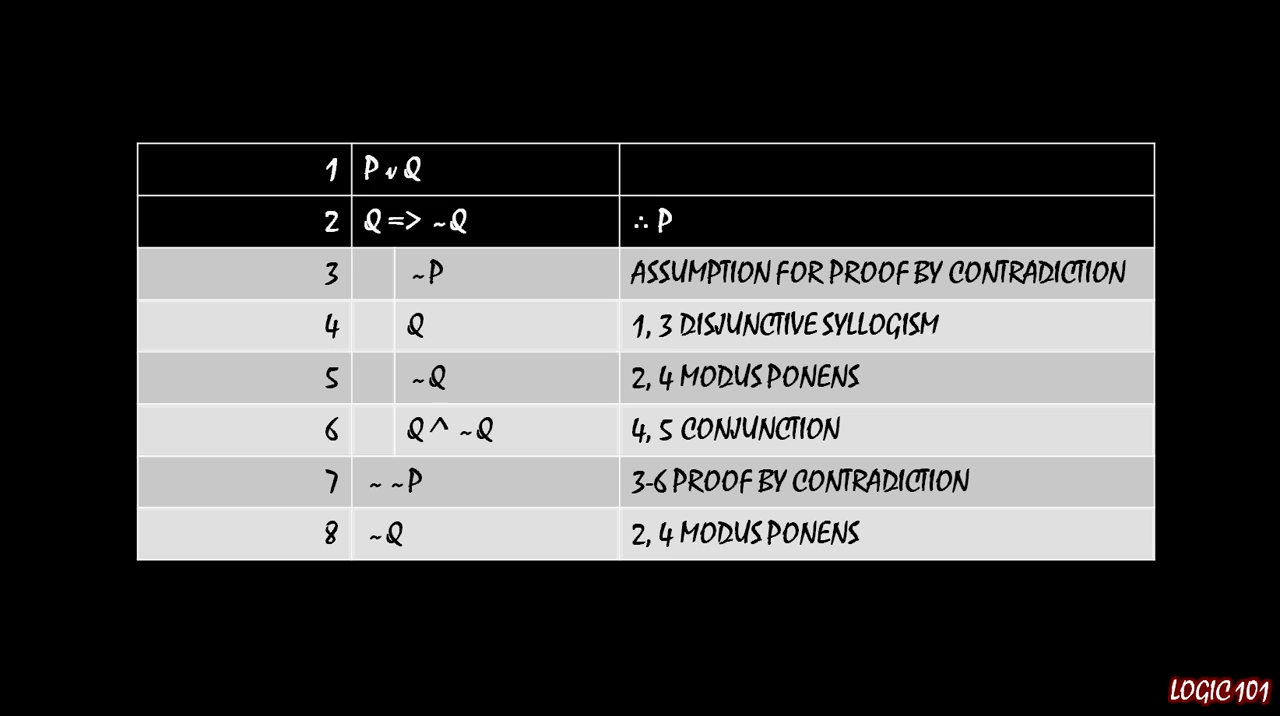 1 P v Q
2 Q => ~Q ∴ P
3 ~P ASSUMPTION FOR PROOF BY CONTRADICTION
4 Q 1, 3 DISJUNCTIVE SYLLOGISM
5 ~Q 2, 4 MODUS PONENS
6 Q ^ ~Q 4, 5 CONJUNCTION
7 ~ ~P 3-6 PROOF BY CONTRADICTION
8 ~Q 2, 4 MODUS PONENS
LOGIC 101